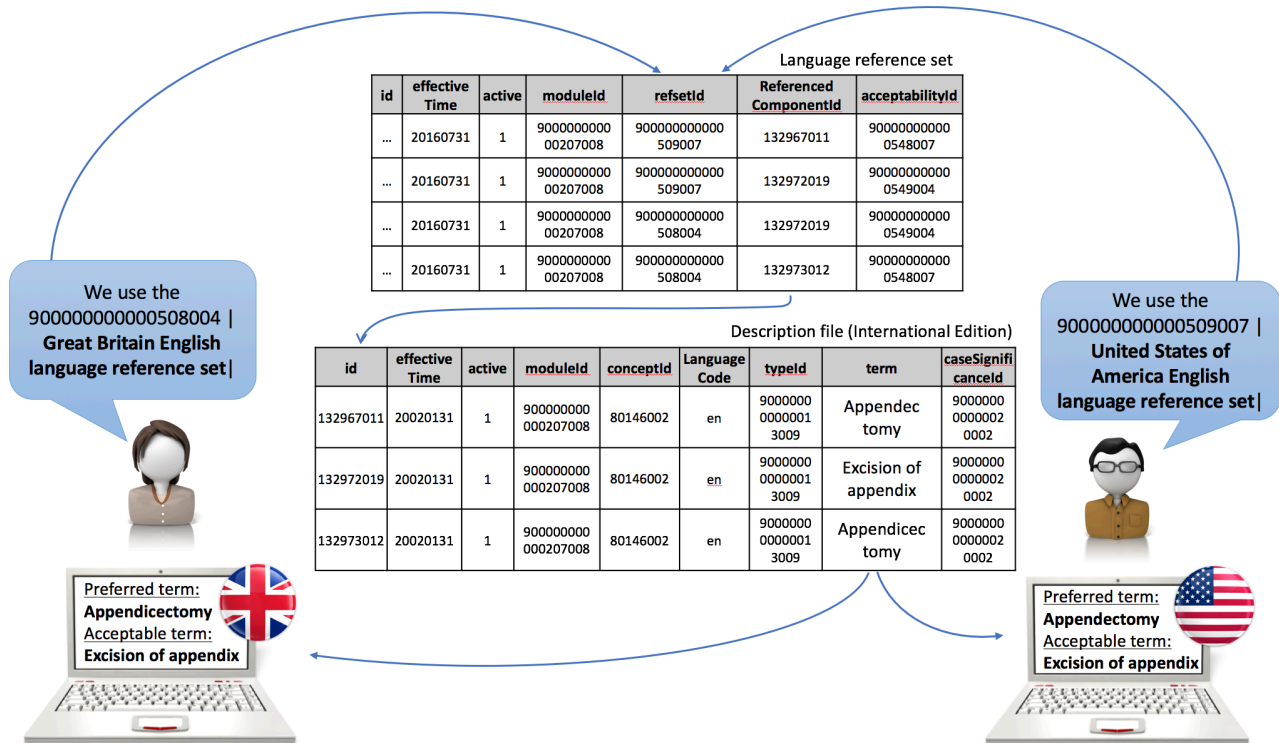 Language reference set
id effective Time active moduleId refsetId Referenced ComponentId acceptabilityId
... 20160731 1 9000000000 00207008 900000000000 509007 132967011 90000000000 0548007
... 20160731 1 9000000000 00207008 900000000000 509007 132972019 90000000000 0549004
... 20160731 1 9000000000 00207008 900000000000 508004 132972019 90000000000 0549004
... 20160731 1 9000000000 00207008 900000000000 508004 132973012 90000000000 0548007
We use the
900000000000508004 |
Great Britain English
language reference set|
We use the
900000000000509007 |
United States of
America English
language reference set|
Description file (International Edition)
id effective Time active moduleId conceptId Language Code typeId term caseSignifi canceId
132967011 20020131 1 900000000 000207008 80146002 en 9000000 0000001 3009 Appendec tomy 9000000 0000002 0002
132972019 20020131 1 900000000 000207008 80146002 en 9000000 0000001 3009 Excision of appendix 9000000 0000002 0002
132973012 20020131 1 900000000 000207008 80146002 en 9000000 0000001 3009 Appendicec tomy 9000000 0000002 0002
Preferred term:
Appendicectomy
Acceptable term:
Excision of appendix
Preferred term:
Appendectomy
Acceptable term:
Excision of appendix